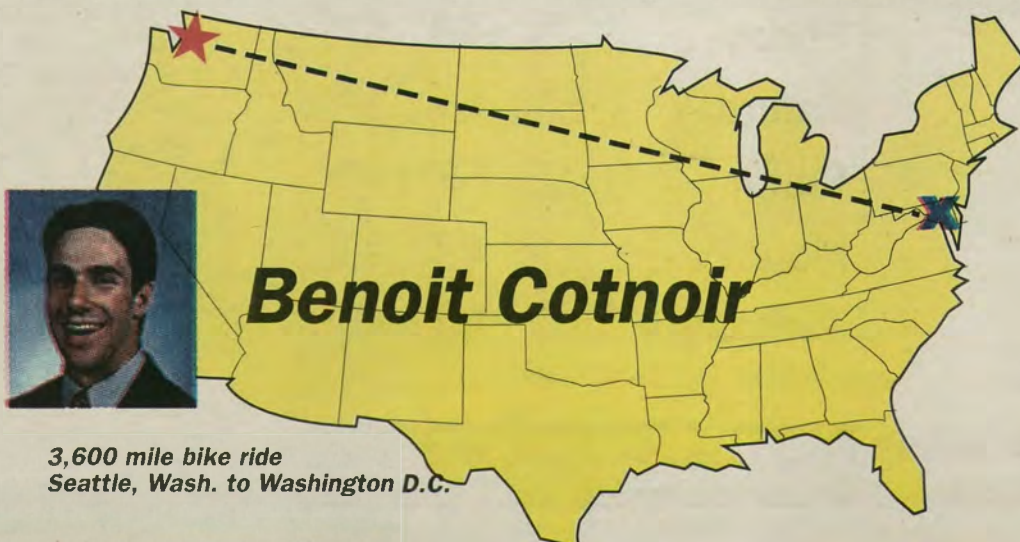 Benoit Cotnoir
3,600 mile bike ride
Seattle, Wash. to Washington D.C.